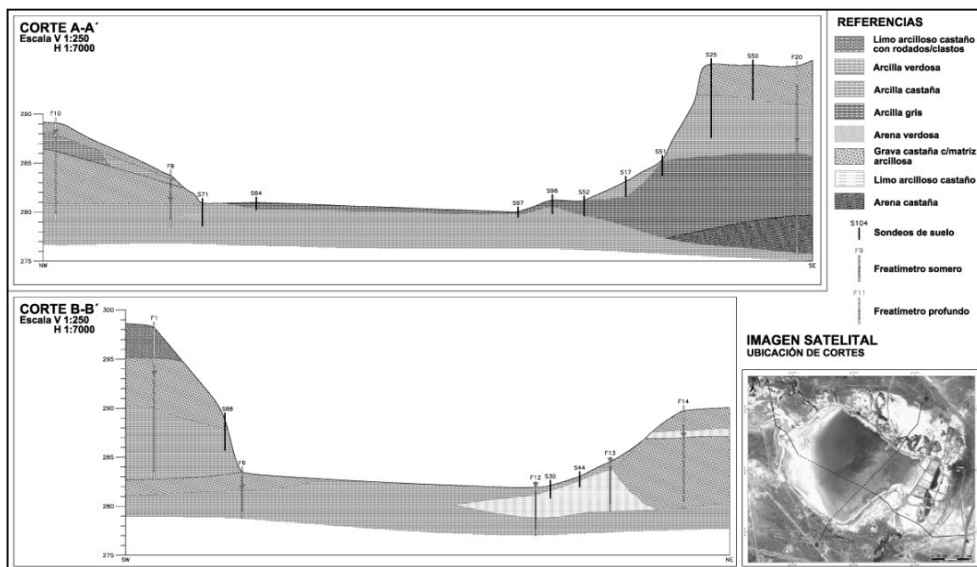 CORTE A-A´
Escala V 1:250
H 1:7000
290
285
280
275
NW
SE
F10
F8
S71
S84
S97
S96
S52
S17
S51
S25
S50
F20
REFERENCIAS
Limo arcilloso castaño
con rodados/clastos
Arcilla verdosa
Arcilla castaña
Arcilla gris
Arena verdosa
Grava castaña c/matriz
arcillosa
Limo arcilloso castaño
Arena castaña
S104
Sondeos de suelo
F9
Freatímetro somero
F11
Freatímetro profundo
CORTE B-B´
Escala V 1:250
H 1:7000
300
295
290
285
280
275
SW
NE
F1
S88
F6
F12
S30
S44
F13
F14
IMAGEN SATELITAL
UBICACIÓN DE CORTES